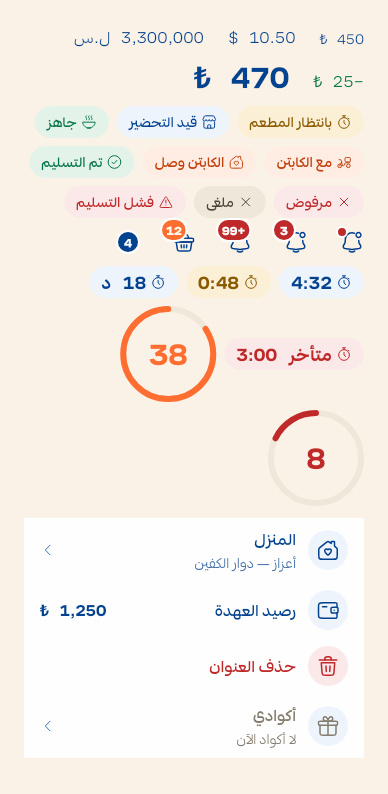 ₺ 450 $ 10.50 3,300,000 ل.س
₺ 25− ₺ 470
بانتظار المطعم قيد التحضير جاهز
مع الكابتن الكابتن وصل تم التسليم
مرفوض ملغى فشل التسليم
3 99+ 12 4
4:32 0:48 18 د
متأخر 3:00 38
8
المنزل
أعزاز — دوار الكفين
رصيد العهدة ₺ 1,250
حذف العنوان
أكوادي
لا أكواد الآن